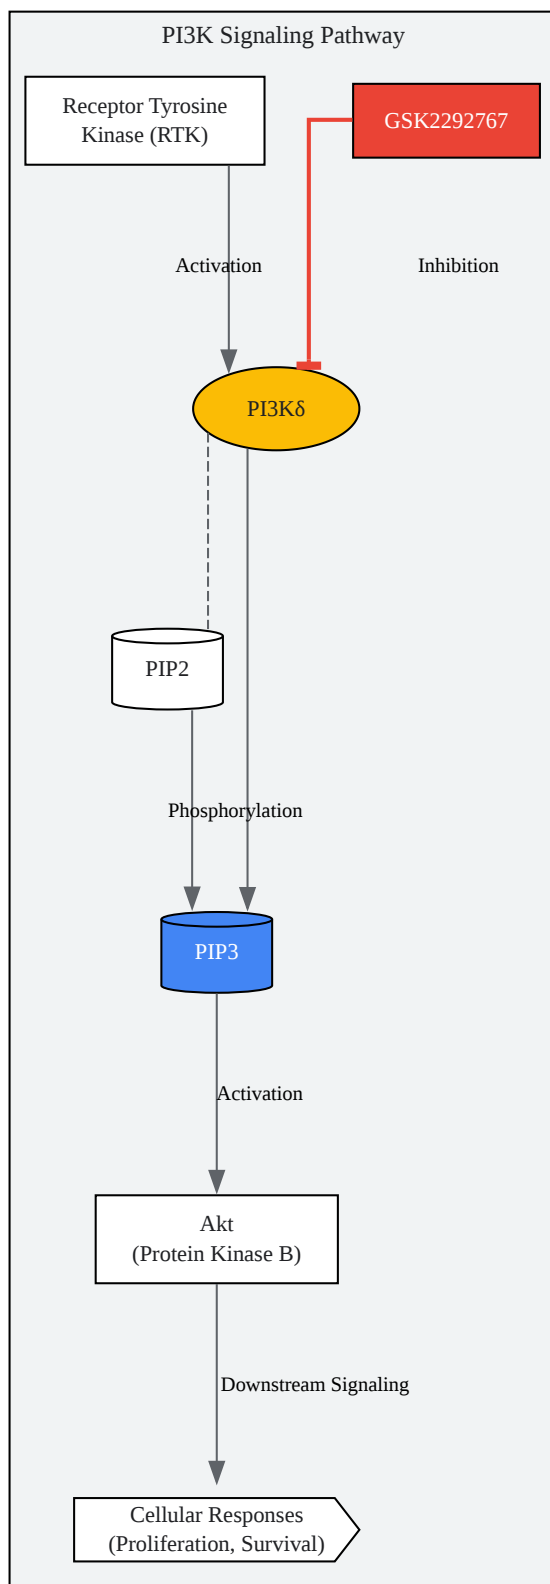 PI3K Signaling Pathway
Receptor Tyrosine
Kinase (RTK)
GSK2292767
Activation
Inhibition
PI3Kδ
PIP2
Phosphorylation
PIP3
Activation
Akt
(Protein Kinase B)
Downstream Signaling
Cellular Responses
(Proliferation, Survival)